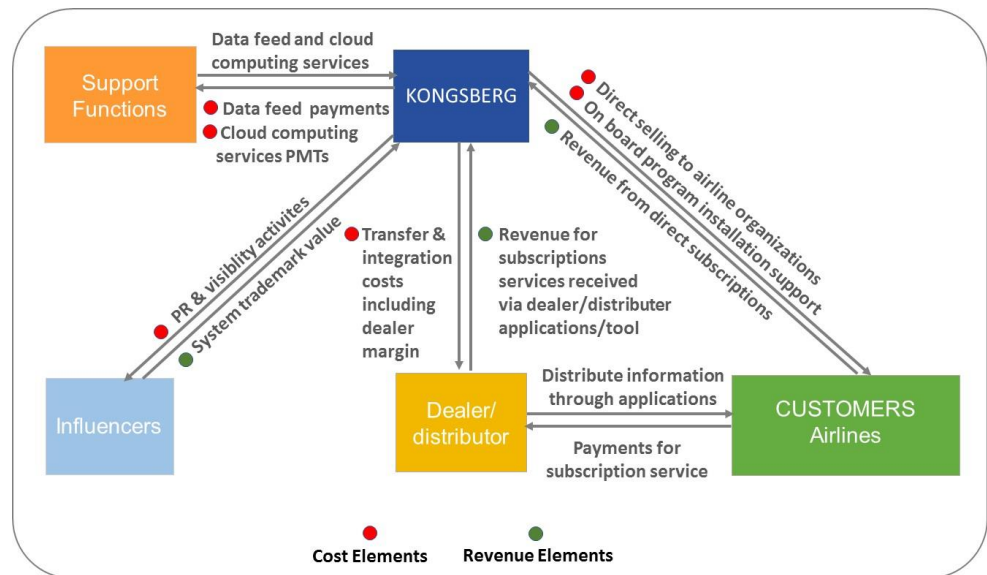 Data feed and cloud
computing services
Support
Functions
KONGSBERG
Data feed payments
Cloud computing
services PMTs
Direct selling to airline organizations
On board program installation support
Revenue from direct subscriptions
PR & visiblity activites
System trademark value
Transfer &
integration
costs
including
dealer
margin
Revenue for
subscriptions
services received
via dealer/distributer
applications/tool
Influencers
Dealer/
distributor
Distribute information
through applications
Payments for
subscription service
CUSTOMERS
Airlines
Cost Elements
Revenue Elements